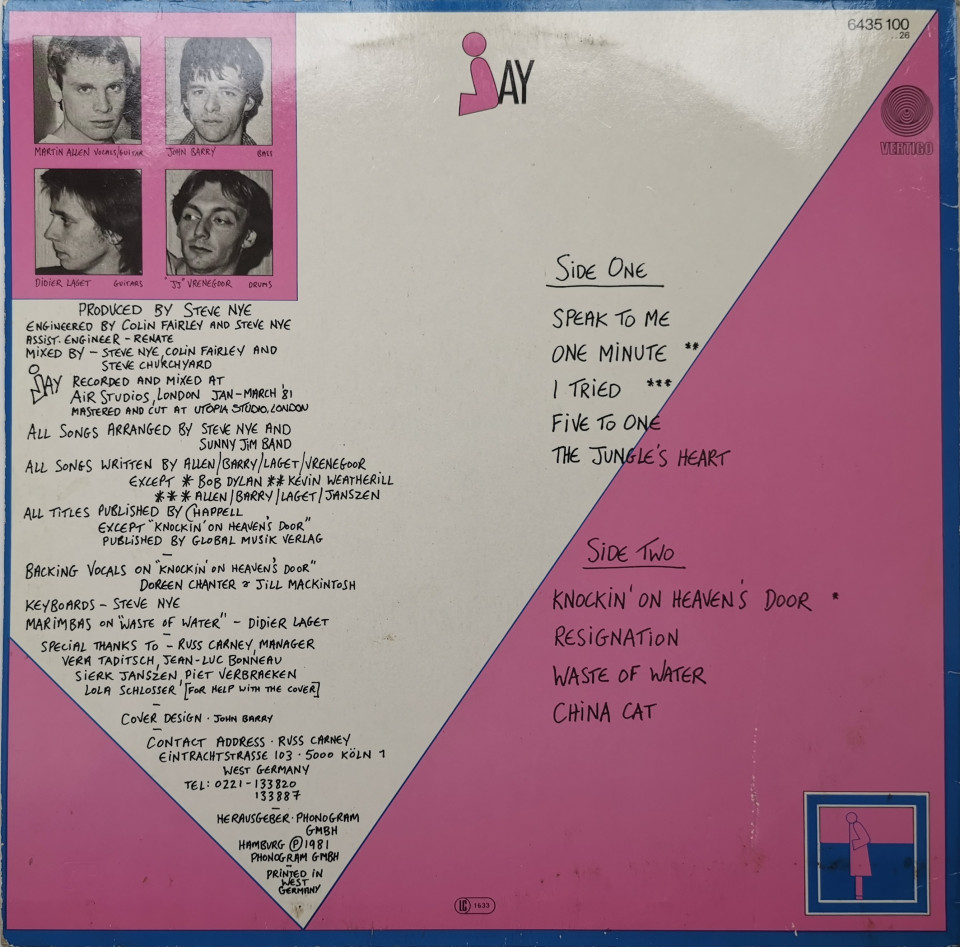 6435 100
..26
JAY
VERTIGO
MARTIN ALLEN VOCALS/GUITAR
JOHN BARRY BASS
DIDIER LAGET GUITARS
"JJ" VRENEGOOR DRUMS
PRODUCED BY STEVE NYE
ENGINEERED BY COLIN FAIRLEY AND STEVE NYE
ASSIST. ENGINEER - RENATE
MIXED BY - STEVE NYE, COLIN FAIRLEY AND
STEVE CHURCHYARD
JAY RECORDED AND MIXED AT
AIR STUDIOS, LONDON JAN-MARCH '81
MASTERED AND CUT AT UTOPIA STUDIO, LONDON
ALL SONGS ARRANGED BY STEVE NYE AND
SUNNY JIM BAND
ALL SONGS WRITTEN BY ALLEN/BARRY/LAGET/VRENEGOOR
EXCEPT * BOB DYLAN ** KEVIN WEATHERILL
*** ALLEN/BARRY/LAGET/JANSZEN
ALL TITLES PUBLISHED BY CHAPPELL
EXCEPT "KNOCKIN' ON HEAVEN'S DOOR"
PUBLISHED BY GLOBAL MUSIK VERLAG
BACKING VOCALS ON "KNOCKIN' ON HEAVEN'S DOOR"
DOREEN CHANTER & JILL MACKINTOSH
KEYBOARDS - STEVE NYE
MARIMBAS ON "WASTE OF WATER" - DIDIER LAGET
SPECIAL THANKS TO - RUSS CARNEY, MANAGER
VERA TADITSCH, JEAN-LUC BONNEAU
SIERK JANSZEN, PIET VERBRAEKEN
LOLA SCHLOSSER [FOR HELP WITH THE COVER]
COVER DESIGN · JOHN BARRY
CONTACT ADDRESS · RUSS CARNEY
EINTRACHTSTRASSE 103 · 5000 KÖLN 1
WEST GERMANY
TEL: 0221-133820
133887
HERAUSGEBER · PHONOGRAM
GMBH
HAMBURG Ⓟ 1981
PHONOGRAM GMBH
PRINTED IN
WEST
GERMANY
SIDE ONE
SPEAK TO ME
ONE MINUTE **
I TRIED ***
FIVE TO ONE
THE JUNGLE'S HEART
SIDE TWO
KNOCKIN' ON HEAVEN'S DOOR *
RESIGNATION
WASTE OF WATER
CHINA CAT
LC 1633